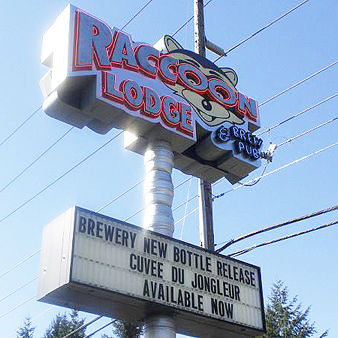 RACCOON
LODGE
& BREW
PUB
BREWERY NEW BOTTLE RELEASE
CUVEE DU JONGLEUR
AVAILABLE NOW